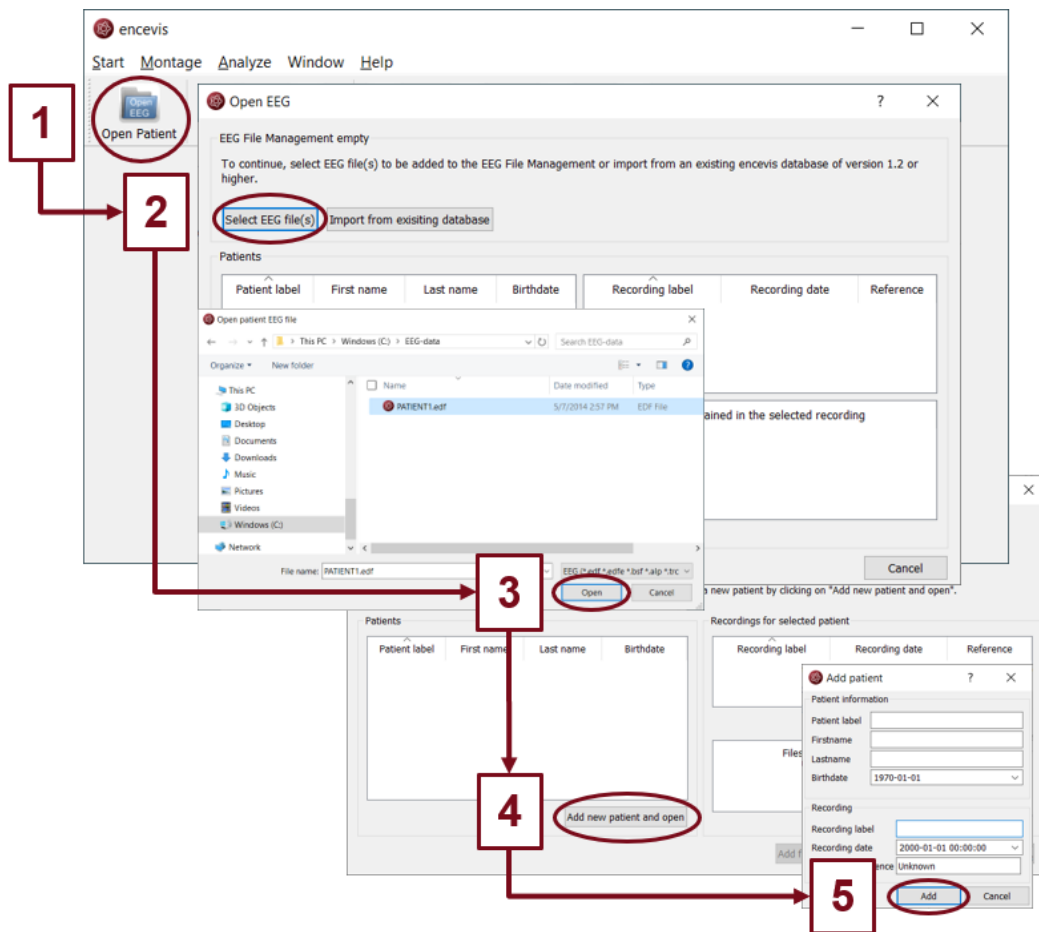 encevis
Start Montage Analyze Window Help
Open EEG
Open Patient
1
Open EEG ? 
EEG File Management empty
To continue, select EEG file(s) to be added to the EEG File Management or import from an existing encevis database of version 1.2 or
higher.
2
Select EEG file(s) Import from exisiting database
Patients
Patient label First name Last name Birthdate Recording label Recording date Reference
Open patient EEG file
This PC > Windows (C:) > EEG-data Search EEG-data
Organize New folder
This PC
3D Objects
Desktop
Documents
Downloads
Music
Pictures
Videos
Windows (C:)
Network
Name Date modified Type
PATIENT1.edf 5/7/2014 2:57 PM EDF File
ained in the selected recording
File name: PATIENT1.edf EEG (*.edf *.edfe *.bsf *.alp *.trc
Open Cancel
Cancel
3
a new patient by clicking on "Add new patient and open".
Patients Recordings for selected patient
Patient label First name Last name Birthdate Recording label Recording date Reference
Files
4
Add new patient and open
Add f
Add patient ?
Patient information
Patient label
Firstname
Lastname
Birthdate 1970-01-01
Recording
Recording label
Recording date 2000-01-01 00:00:00
ence Unknown
5
Add Cancel